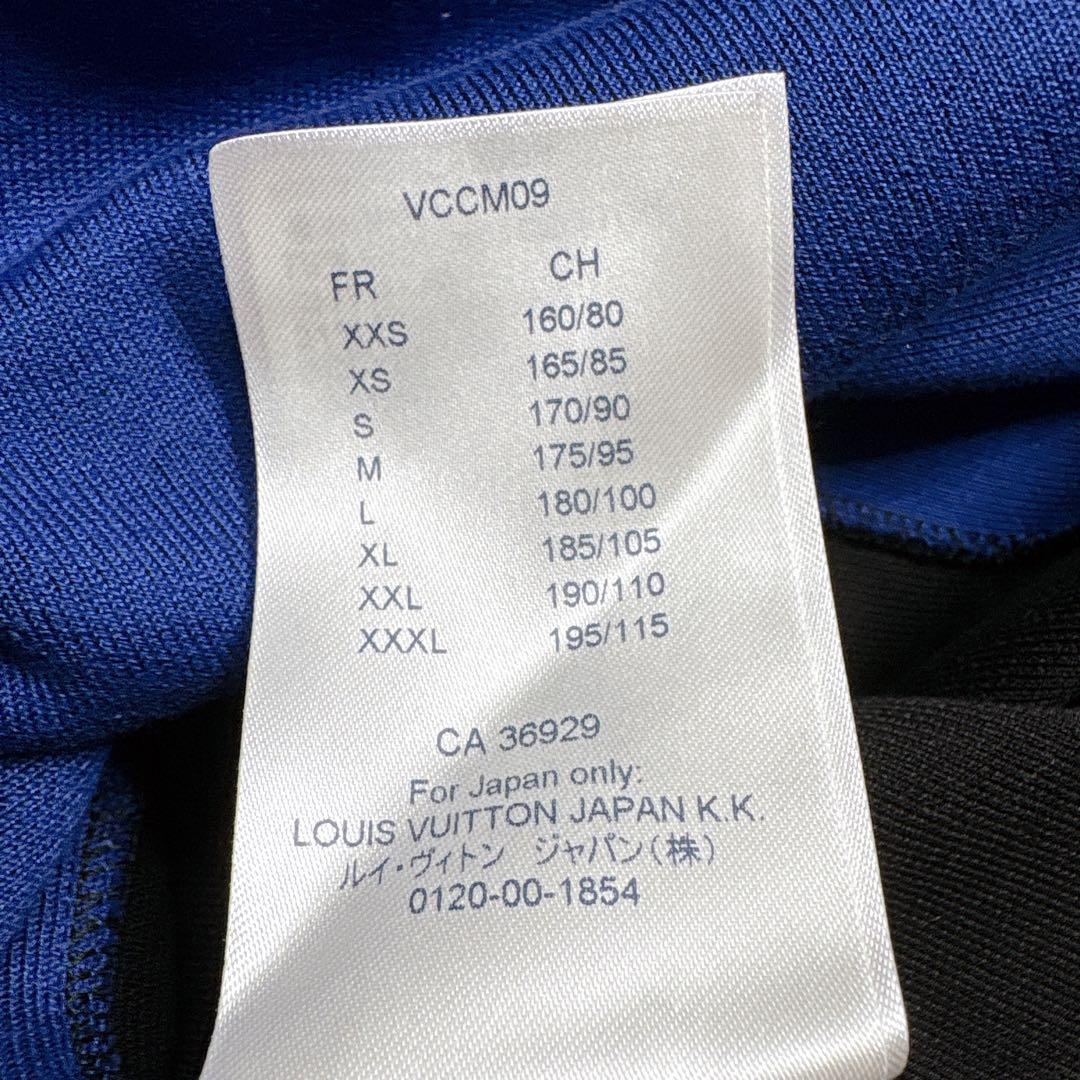 VCCM09
FR CH
XXS 160/80
XS 165/85
S 170/90
M 175/95
L 180/100
XL 185/105
XXL 190/110
XXXL 195/115
CA 36929
For Japan only:
LOUIS VUITTON JAPAN K.K.
ルイ・ヴィトン ジャパン(株)
0120-00-1854